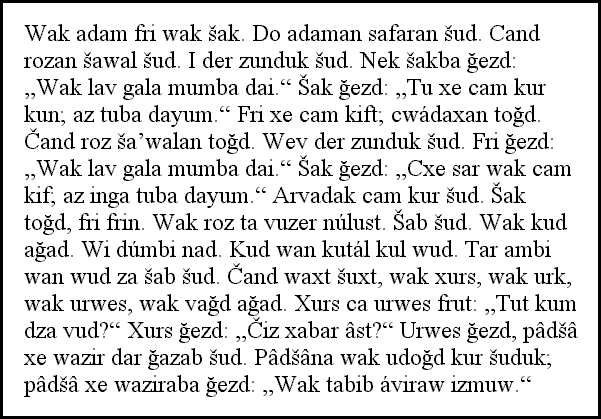 Wak adam fri wak šak. Do adaman safaran šud. Cand
rozan šawal šud. I der zunduk šud. Nek šakba ğezd:
„Wak lav gala mumba dai.“ Šak ğezd: „Tu xe cam kur
kun; az tuba dayum.“ Fri xe cam kift; cwádaxan toğd.
Čand roz ša’walan toğd. Wev der zunduk šud. Fri ğezd:
„Wak lav gala mumba dai.“ Šak ğezd: „Cxe sar wak cam
kif; az inga tuba dayum.“ Arvadak cam kur šud. Šak
toğd, fri frin. Wak roz ta vuzer núlust. Šab šud. Wak kud
ağad. Wi dúmbi nad. Kud wan kutál kul wud. Tar ambi
wan wud za šab šud. Čand waxt šuxt, wak xurs, wak urk,
wak urwes, wak vağd ağad. Xurs ca urwes frut: „Tut kum
dza vud?“ Xurs ğezd: „Čiz xabar âst?“ Urwes ğezd, pâdšâ
xe wazir dar ğazab šud. Pâdšâna wak udoğd kur šuduk;
pâdšâ xe waziraba ğezd: „Wak tabib áviraw izmuw.“